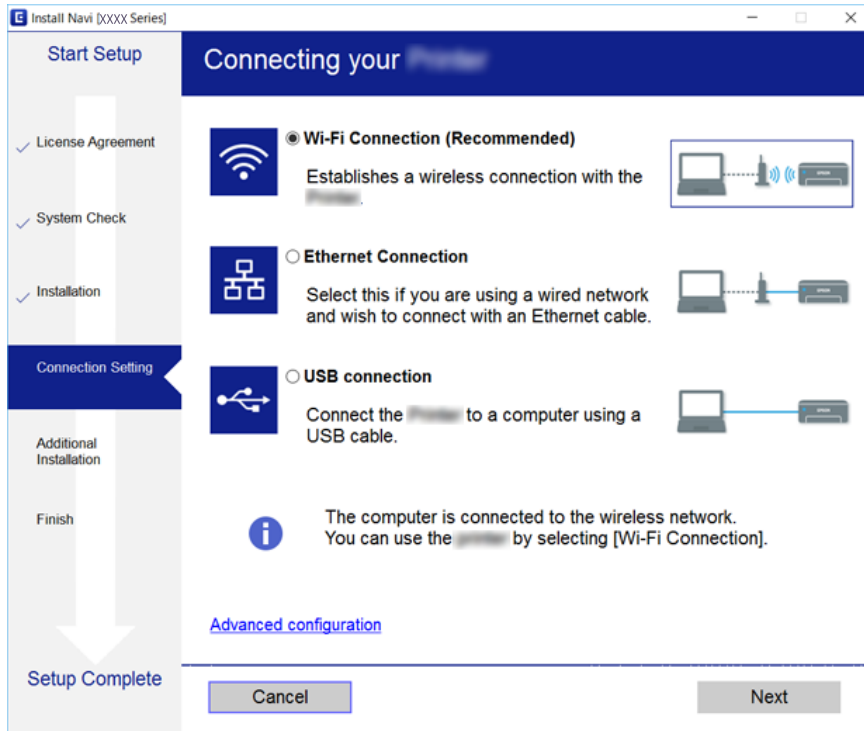 Install Navi [XXXX Series]
Start Setup
License Agreement
System Check
Installation
Connection Setting
Additional
Installation
Finish
Setup Complete
Connecting your
Wi-Fi Connection (Recommended)
Establishes a wireless connection with the
.
EPSON
Ethernet Connection
Select this if you are using a wired network
and wish to connect with an Ethernet cable.
EPSON
USB connection
Connect the to a computer using a
USB cable.
EPSON
The computer is connected to the wireless network.
You can use the by selecting [Wi-Fi Connection].
Advanced configuration
Cancel
Next